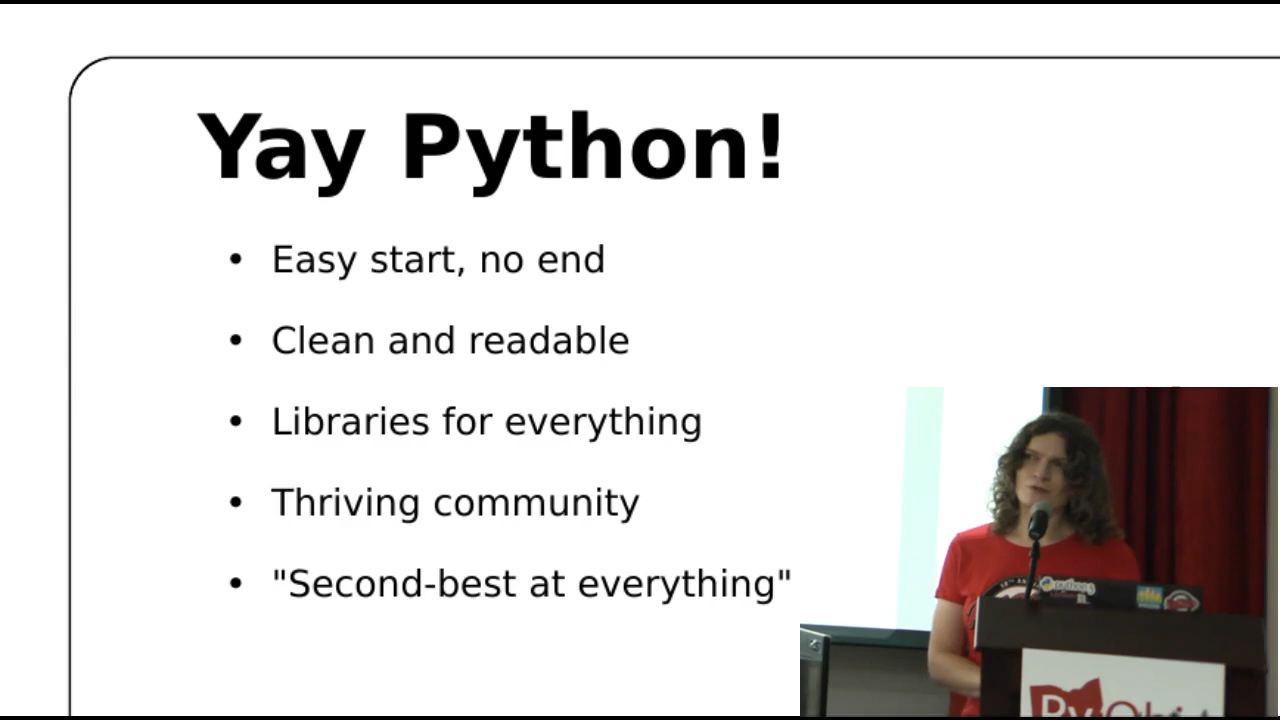 Yay Python!
• Easy start, no end
• Clean and readable
• Libraries for everything
• Thriving community
• "Second-best at everything"